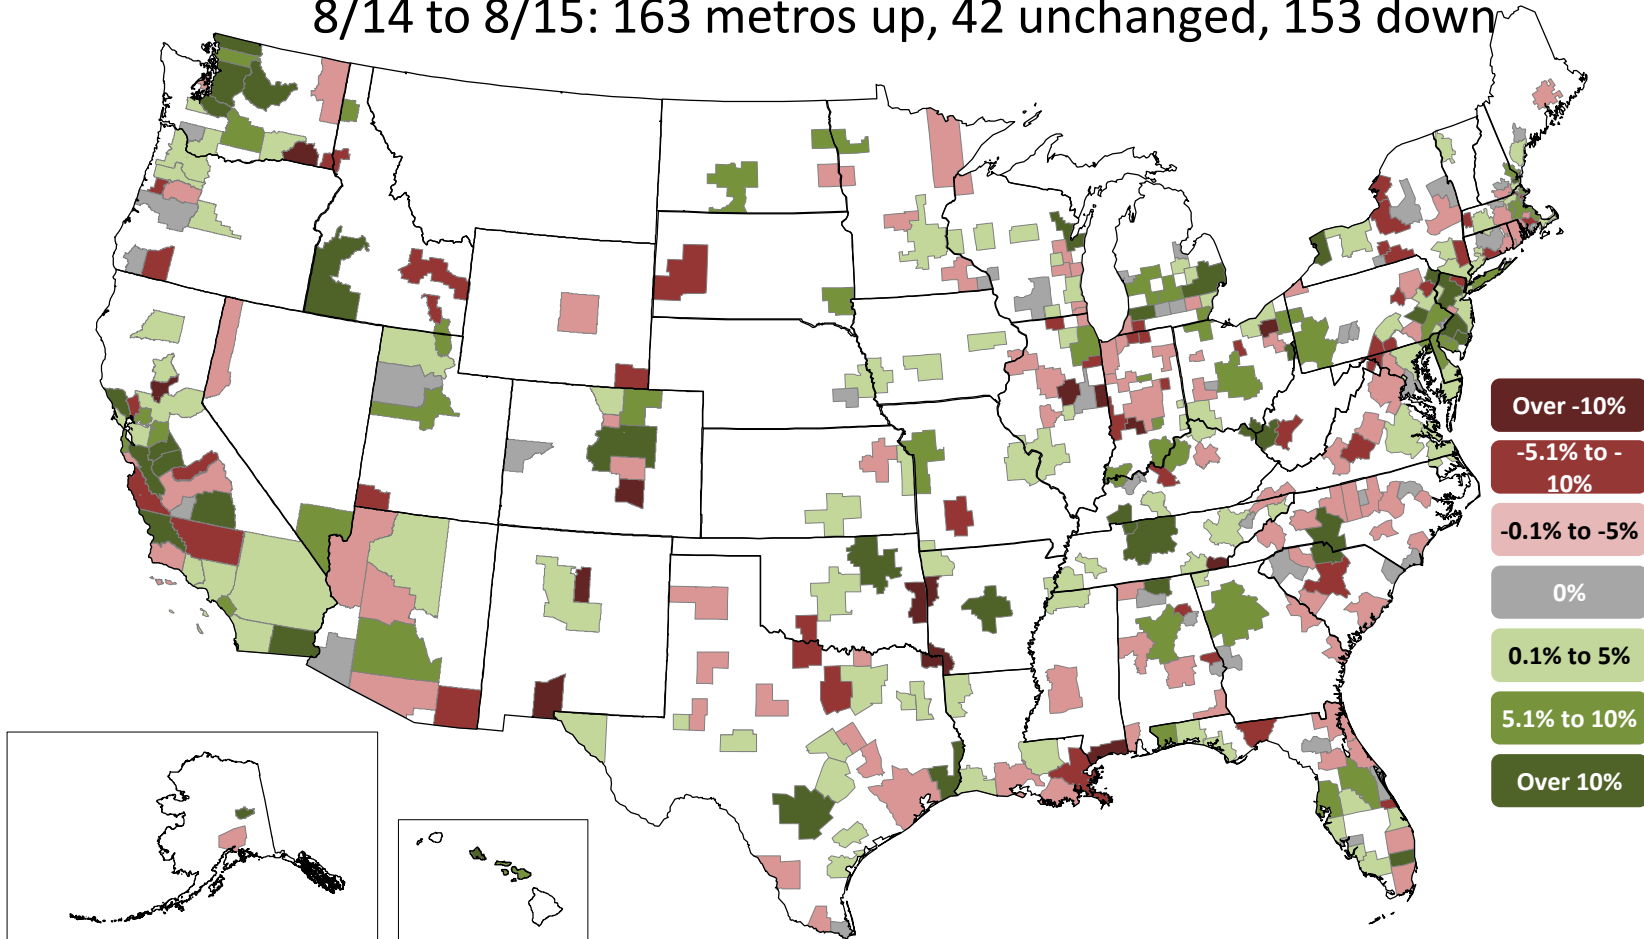 8/14 to 8/15: 163 metros up, 42 unchanged, 153 down
Over -10%
-5.1% to -
10%
-0.1% to -5%
0%
0.1% to 5%
5.1% to 10%
Over 10%